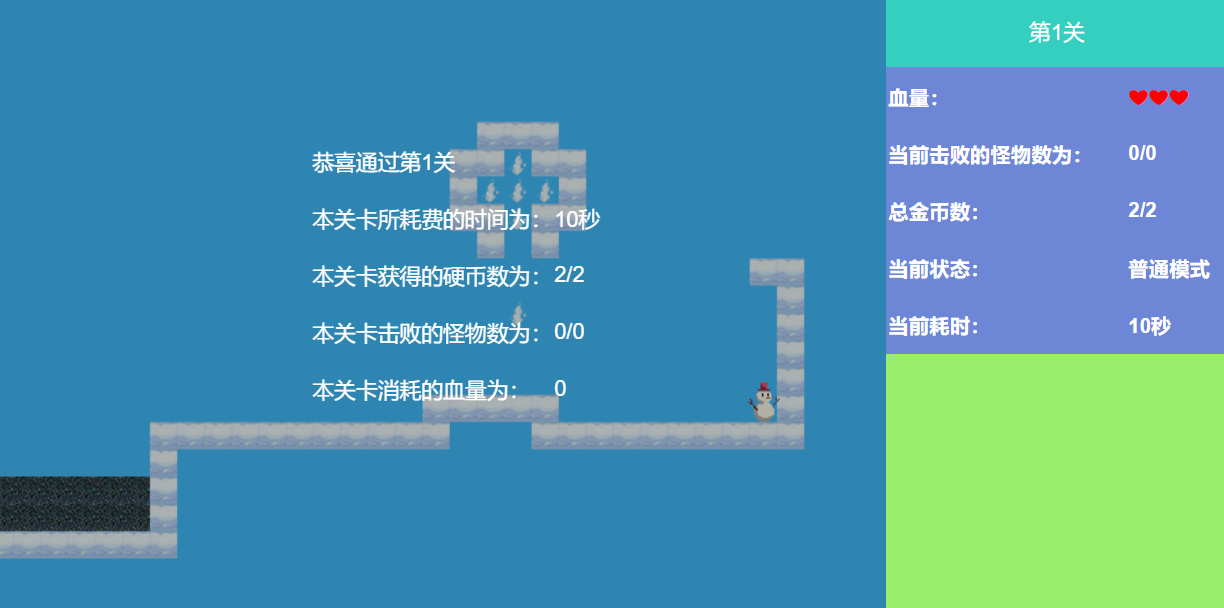 恭喜通过第1关
本关卡所耗费的时间为：10秒
本关卡获得的硬币数为：2/2
本关卡击败的怪物数为：0/0
本关卡消耗的血量为： 0
第1关
血量：
当前击败的怪物数为： 0/0
总金币数： 2/2
当前状态： 普通模式
当前耗时： 10秒